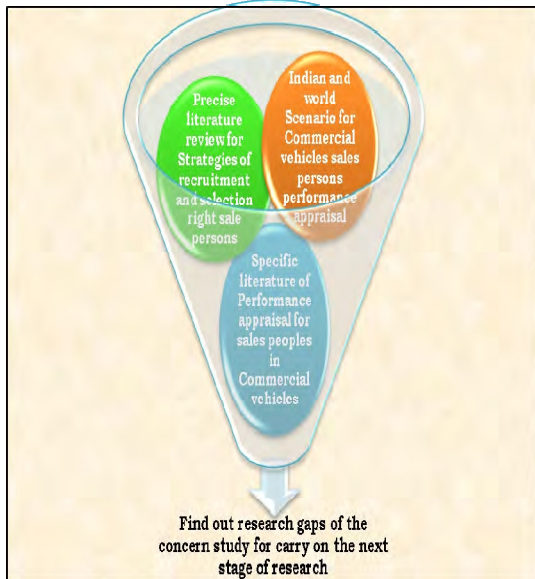 Precise
literature
review for
Strategies of
recruitment
and selection
right sale
persons
Indian and
world
Scenario for
Commercial
vehicles sales
persons
performance
appraisal
Specific
literature of
Performance
appraisal for
sales peoples
in
Commercial
vehicles
Find out research gaps of the
concern study for carry on the next
stage of research